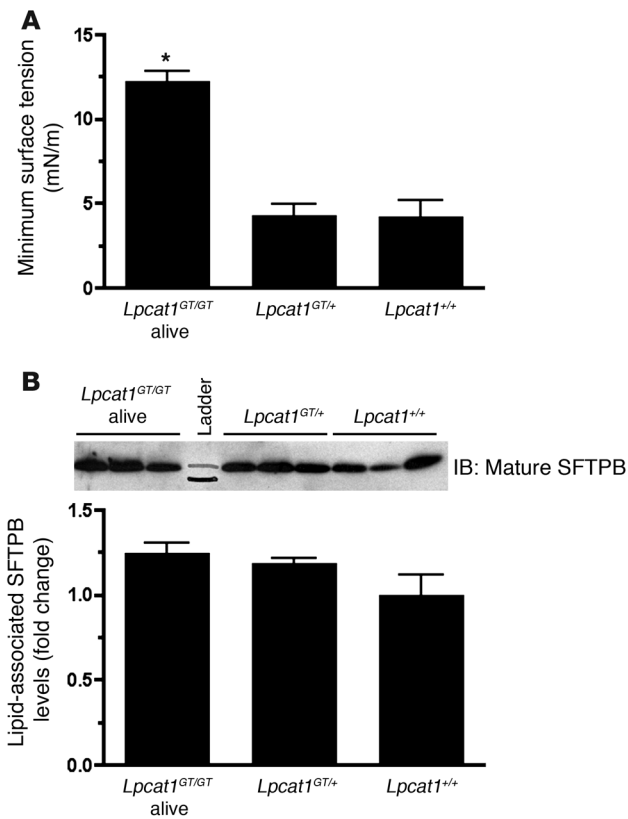 A
Minimum surface tension
(mN/m)
15
10
5
0
*
Lpcat1GT/GT
alive
Lpcat1GT/+
Lpcat1+/+
B
Lpcat1GT/GT
alive
Ladder
Lpcat1GT/+
Lpcat1+/+
IB: Mature SFTPB
Lipid-associated SFTPB
levels (fold change)
1.5
1.0
0.5
0.0
Lpcat1GT/GT
alive
Lpcat1GT/+
Lpcat1+/+